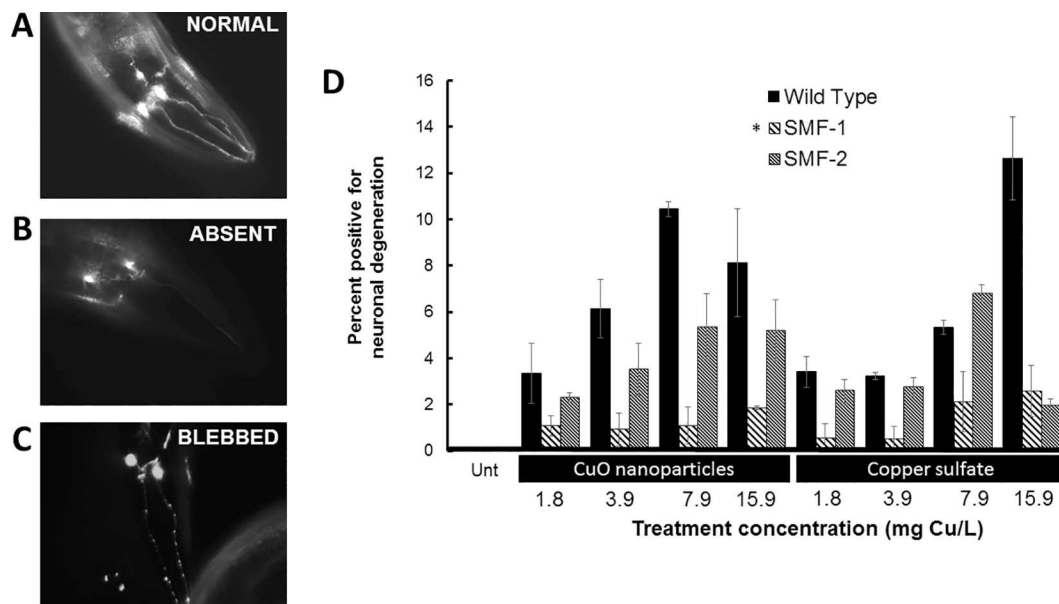 A
NORMAL
B
ABSENT
C
BLEBBED
D
Percent positive for
neuronal degeneration
16
14
12
10
8
6
4
2
0
Wild Type
* SMF-1
SMF-2
Unt
CuO nanoparticles
Copper sulfate
1.8 3.9 7.9 15.9 1.8 3.9 7.9 15.9
Treatment concentration (mg Cu/L)